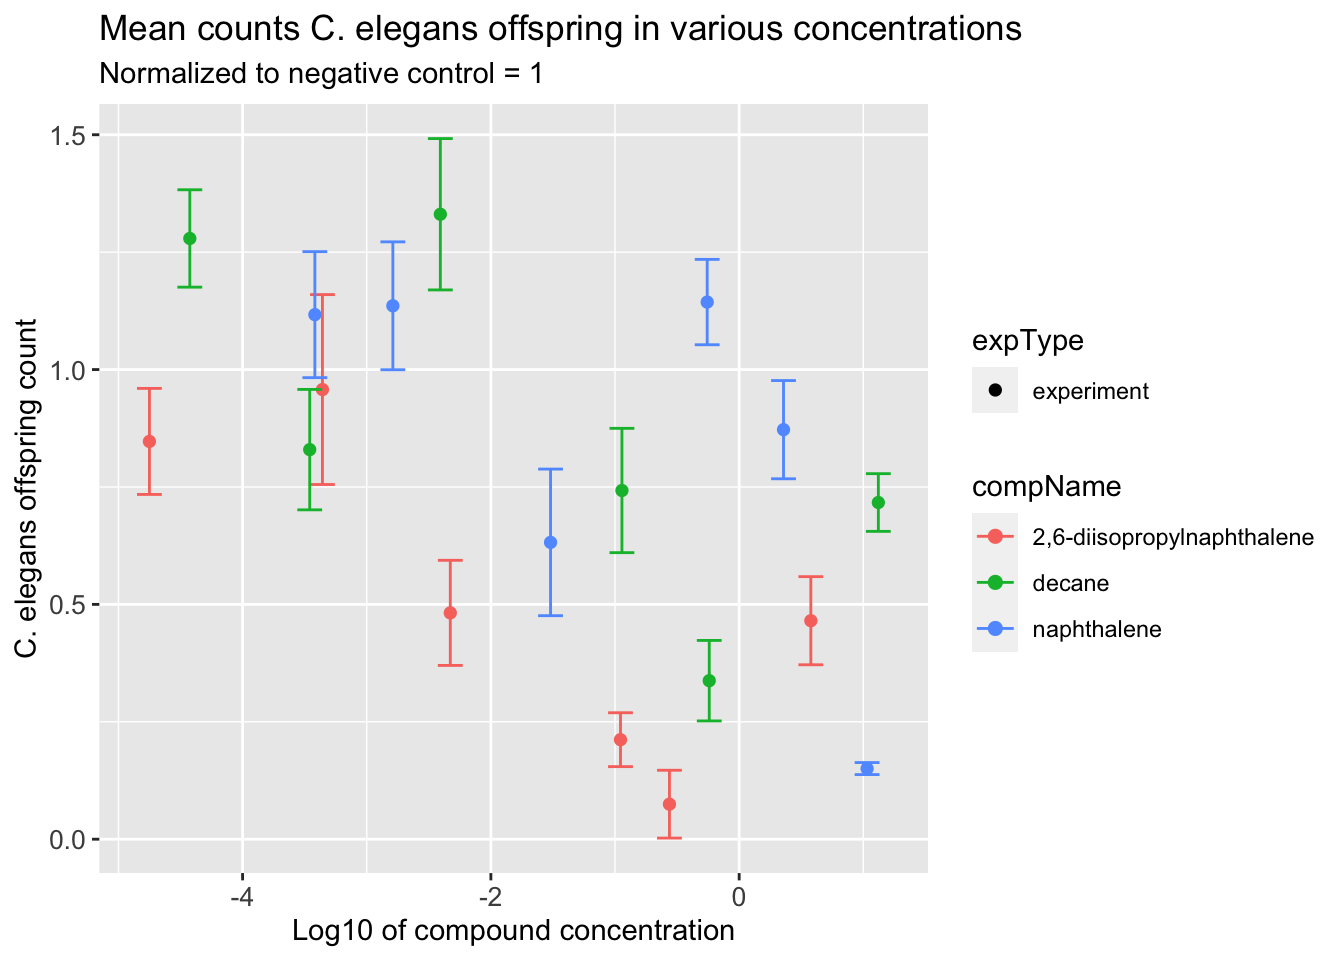 Mean counts C. elegans offspring in various concentrations
Normalized to negative control = 1
C. elegans offspring count
1.5
1.0
0.5
0.0
-4
-2
0
Log10 of compound concentration
expType
experiment
compName
2,6-diisopropylnaphthalene
decane
naphthalene